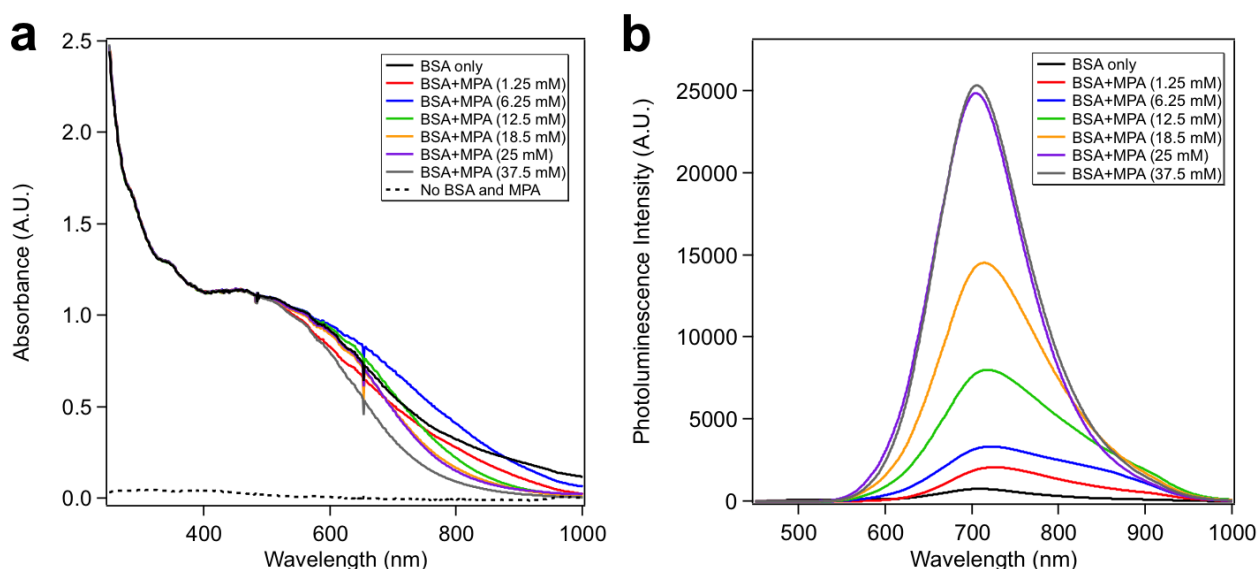 a
2.5
2.0
1.5
1.0
0.5
0.0
Absorbance (A.U.)
BSA only
BSA+MPA (1.25 mM)
BSA+MPA (6.25 mM)
BSA+MPA (12.5 mM)
BSA+MPA (18.5 mM)
BSA+MPA (25 mM)
BSA+MPA (37.5 mM)
No BSA and MPA
400
600
800
1000
Wavelength (nm)
b
25000
20000
15000
10000
5000
0
Photoluminescence Intensity (A.U.)
BSA only
BSA+MPA (1.25 mM)
BSA+MPA (6.25 mM)
BSA+MPA (12.5 mM)
BSA+MPA (18.5 mM)
BSA+MPA (25 mM)
BSA+MPA (37.5 mM)
500
600
700
800
900
1000
Wavelength (nm)